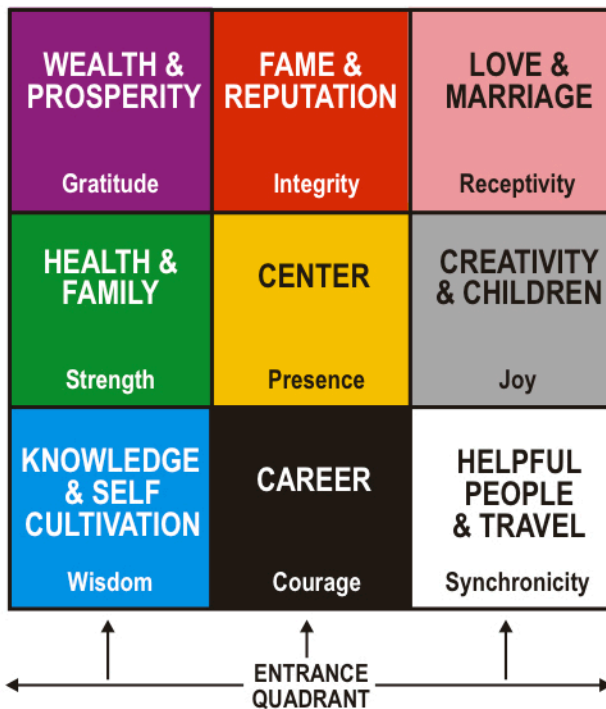 WEALTH &
PROSPERITY
Gratitude
FAME &
REPUTATION
Integrity
LOVE &
MARRIAGE
Receptivity
HEALTH &
FAMILY
Strength
CENTER
Presence
CREATIVITY
& CHILDREN
Joy
KNOWLEDGE
& SELF
CULTIVATION
Wisdom
CAREER
Courage
HELPFUL
PEOPLE
& TRAVEL
Synchronicity
ENTRANCE
QUADRANT